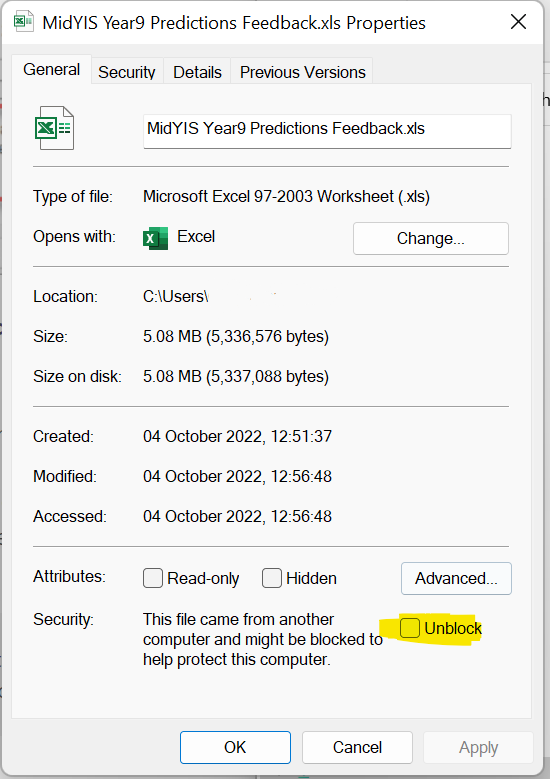 MidYIS Year9 Predictions Feedback.xls Properties
General Security Details Previous Versions
MidYIS Year9 Predictions Feedback.xls
Type of file: Microsoft Excel 97-2003 Worksheet (.xls)
Opens with: Excel Change...
Location: C:\Users\
Size: 5.08 MB (5,336,576 bytes)
Size on disk: 5.08 MB (5,337,088 bytes)
Created: 04 October 2022, 12:51:37
Modified: 04 October 2022, 12:56:48
Accessed: 04 October 2022, 12:56:48
Attributes: Read-only Hidden Advanced...
Security: This file came from another
computer and might be blocked to
help protect this computer.
Unblock
OK Cancel Apply